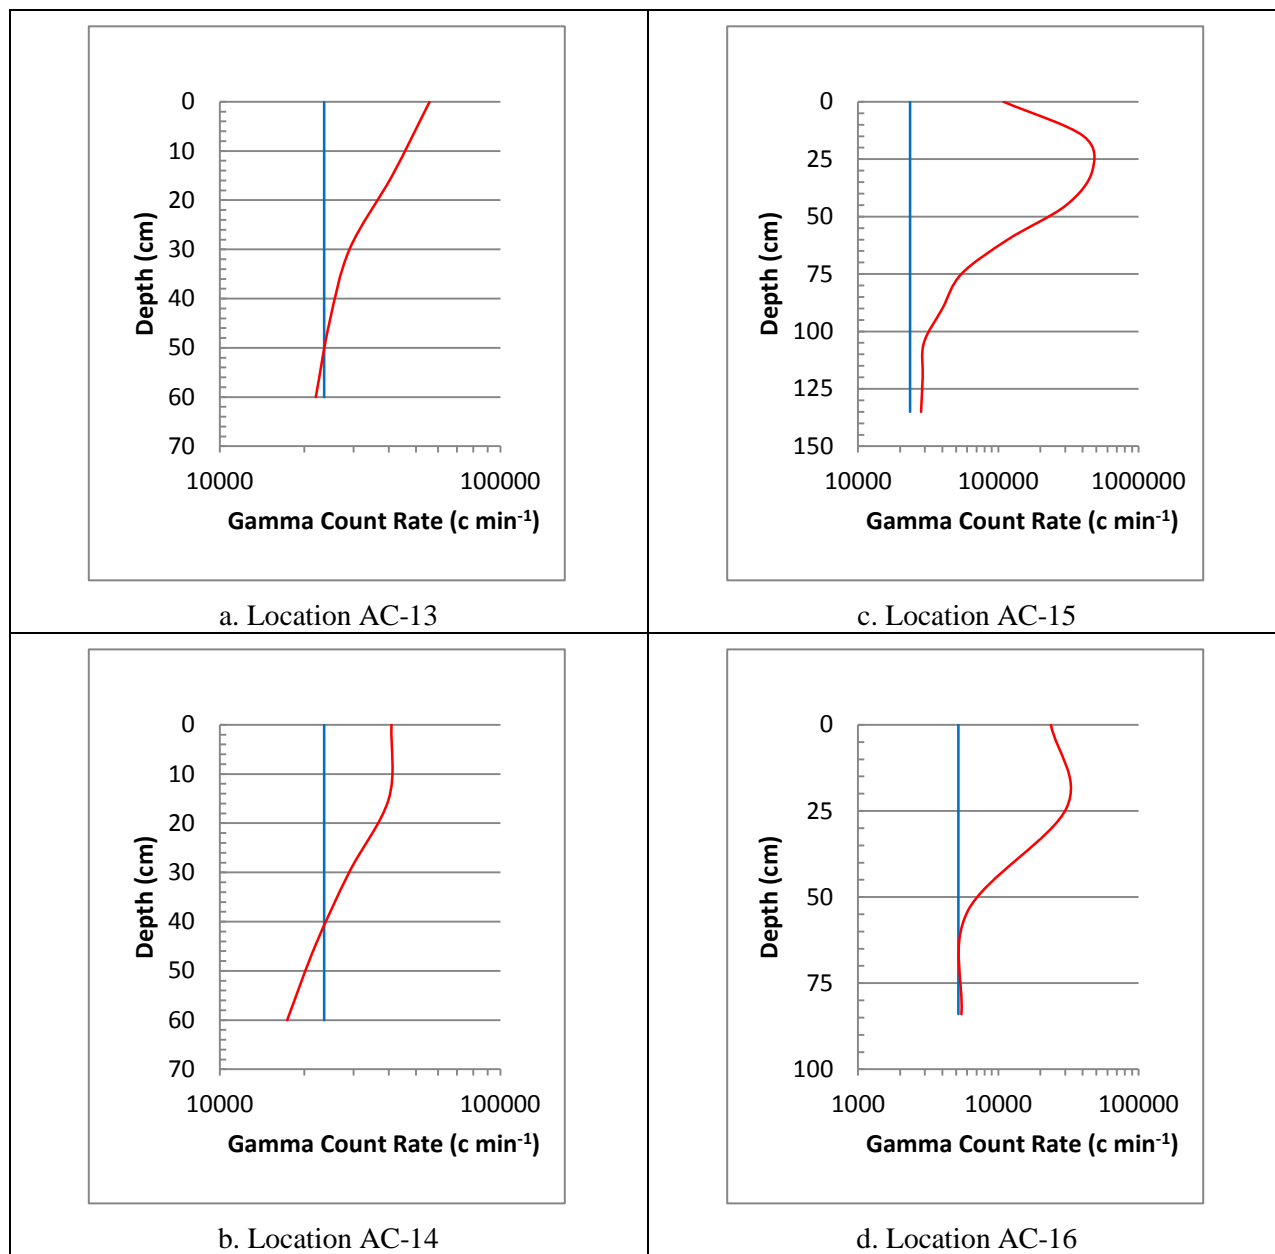 0
10
20
30
40
50
60
70
Depth (cm)
10000 100000
Gamma Count Rate (c min-1)
a. Location AC-13
0
25
50
75
100
125
150
Depth (cm)
10000 100000 1000000
Gamma Count Rate (c min-1)
c. Location AC-15
0
10
20
30
40
50
60
70
Depth (cm)
10000 100000
Gamma Count Rate (c min-1)
b. Location AC-14
0
25
50
75
100
Depth (cm)
1000 10000 100000
Gamma Count Rate (c min-1)
d. Location AC-16